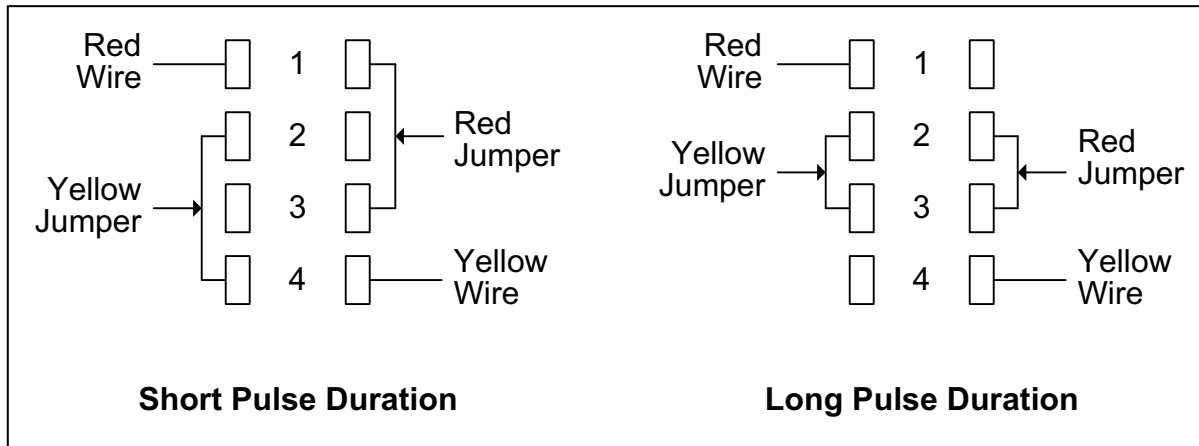 Red
Wire
1
2
3
4
Red
Jumper
Yellow
Jumper
Yellow
Wire
Short Pulse Duration
Red
Wire
1
2
3
4
Yellow
Jumper
Red
Jumper
Yellow
Wire
Long Pulse Duration